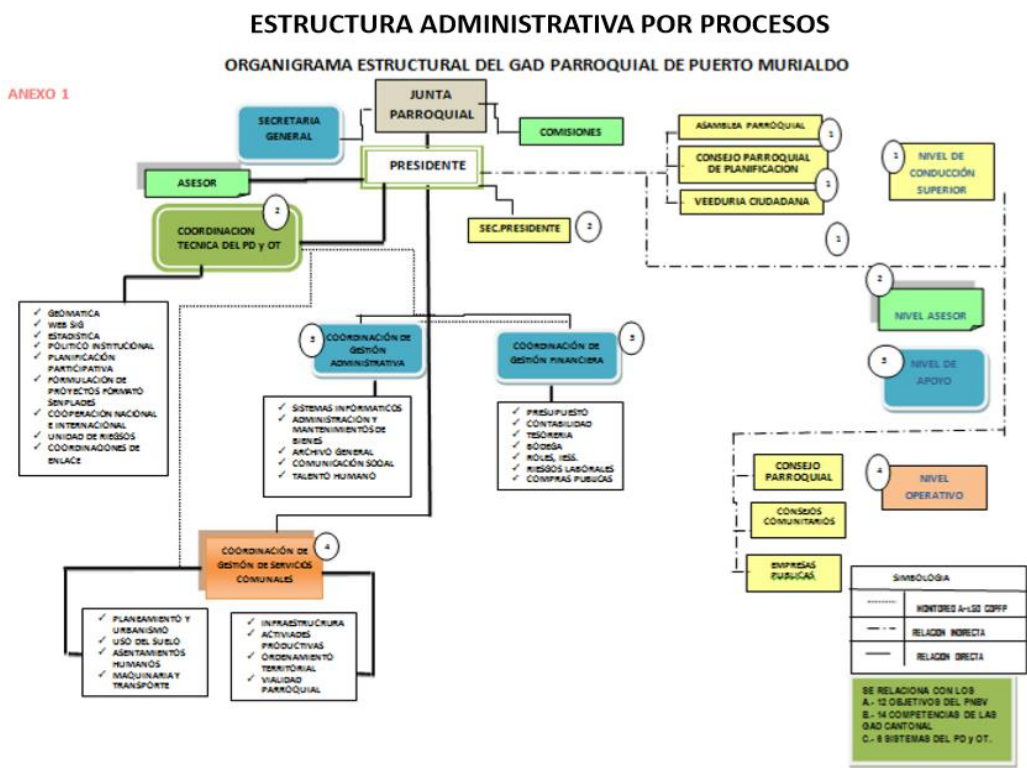 ESTRUCTURA ADMINISTRATIVA POR PROCESOS
ORGANIGRAMA ESTRUCTURAL DEL GAD PARROQUIAL DE PUERTO MURIALDO
ANEXO 1
JUNTA
PARROQUIAL
SECRETARIA
GENERAL
COMISIONES
PRESIDENTE
ASESOR
ASAMBLEA PARROQUIAL
1
CONSEJO PARROQUIAL
DE PLANIFICACION
1
VEEDURIA CIUDADANA
1
1
NIVEL DE
CONDUCCIÓN
SUPERIOR
COORDINACION
TECNICA DEL PD y OT
2
SEC.PRESIDENTE
2
2
NIVEL ASESOR
3
NIVEL DE
APOYO
4
NIVEL
OPERATIVO
✓ GEOMATICA
✓ WEB SIG
✓ ESTADISTICA
✓ POLITICO INSTITUCIONAL
✓ PLANIFICACIÓN
PARTICIPATIVA
✓ FORMULACIÓN DE
PROYECTOS FORMATO
SENPLADES
✓ COOPERACIÓN NACIONAL
E INTERNACIONAL
✓ UNIDAD DE RIEGSOS
✓ COORDINACIONES DE
ENLACE
3
COORDINACIÓN DE
GESTIÓN
ADMINISTRATIVA
COORDINACIÓN DE
GESTIÓN FINANCIERA
3
✓ SISTEMAS INFORMATICOS
✓ ADMINISTRACIÓN Y
MANTENIMIENTOS DE
BIENES
✓ ARCHIVO GENERAL
✓ COMUNICACIÓN SOCIAL
✓ TALENTO HUMANO
✓ PRESUPUESTO
✓ CONTABILIDAD
✓ TESORERIA
✓ BODEGA
✓ ROLES, IESS.
✓ RIESGOS LABORALES
✓ COMPRAS PUBLICAS
CONSEJO
PARROQUIAL
CONSEJOS
COMUNITARIOS
EMPRESAS
PUBLICAS
COORDINACIÓN DE
GESTIÓN DE SERVICIOS
COMUNALES
4
✓ PLANEAMIENTO Y
URBANISMO
✓ USO DEL SUELO
✓ ASENTAMIENTOS
HUMANOS
✓ MAQUINARIA Y
TRANSPORTE
✓ INFRAESTRUCRURA
✓ ACTIVIADES
PRODUCTIVAS
✓ ORDENAMIENTO
TERRITORIAL
✓ VIALIDAD
PARROQUIAL
SIMBOLOGIA
MONITOREO
RELACION INDIRECTA
RELACION DIRECTA
SE RELACIONA CON LOS
A.- 12 OBJETIVOS DEL PNBV
B.- 14 COMPETENCIAS DE LAS
GAD CANTONAL
C.- 6 SISTEMAS DEL PD y OT.